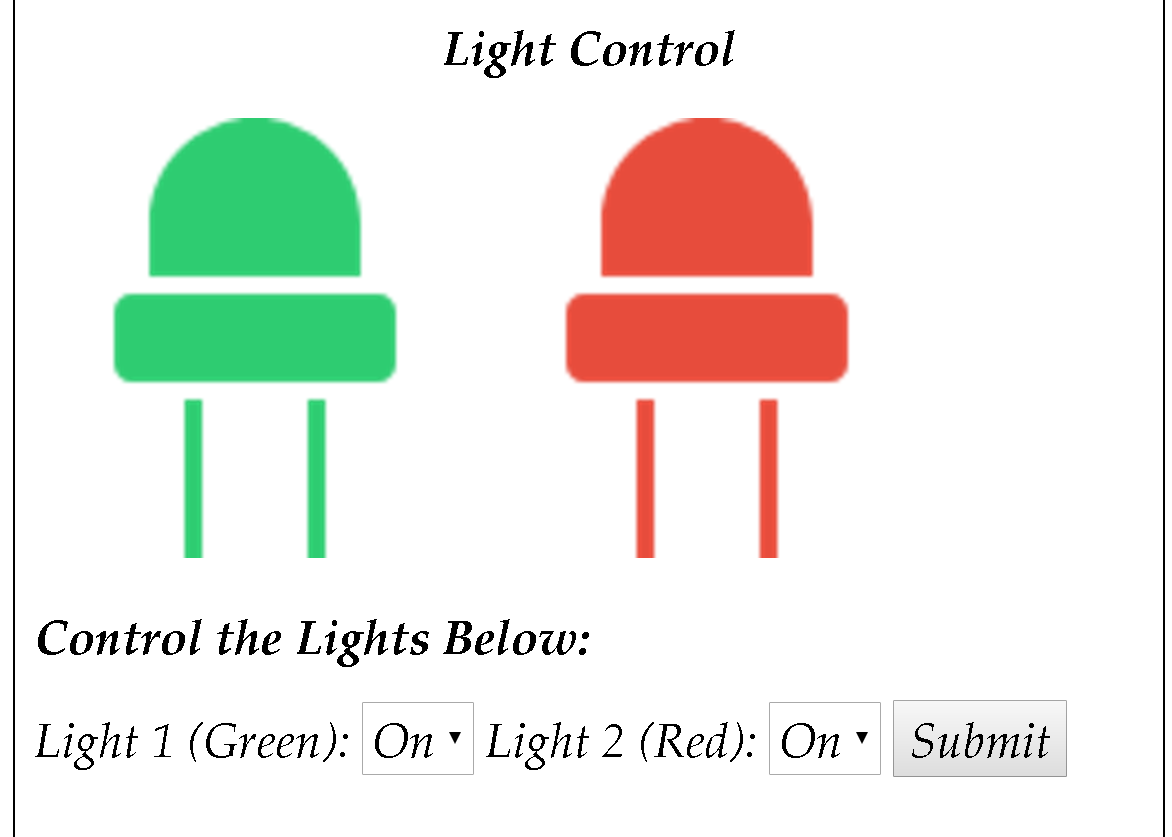 Light Control
Control the Lights Below:
Light 1 (Green): On Light 2 (Red): On Submit